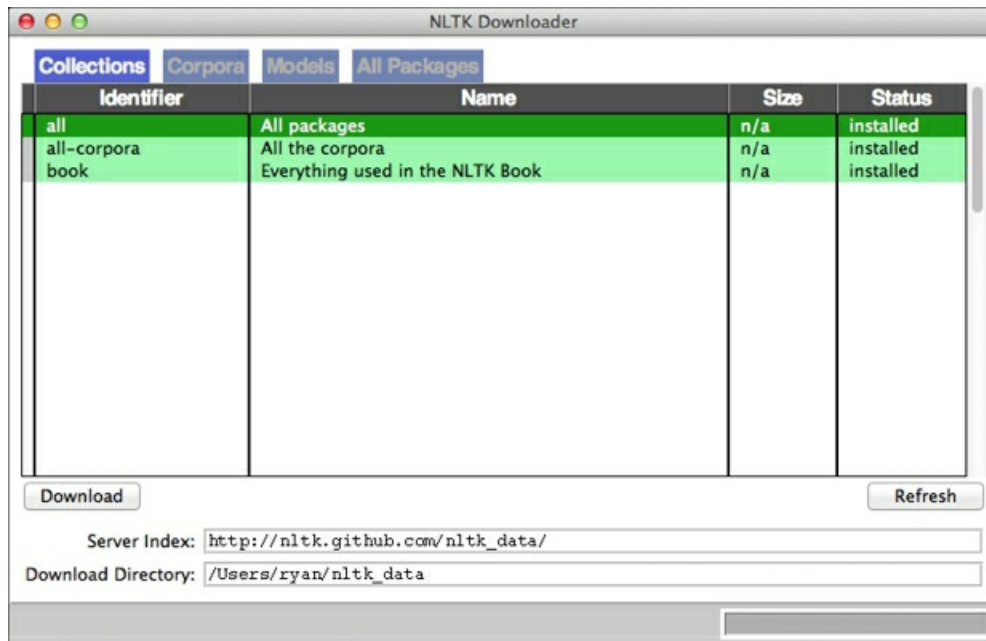 NLTK Downloader
Collections Corpora Models All Packages
Identifier Name Size Status
all All packages n/a installed
all-corpora All the corpora n/a installed
book Everything used in the NLTK Book n/a installed
Download Refresh
Server Index: http://nltk.github.com/nltk_data/
Download Directory: /Users/ryan/nltk_data